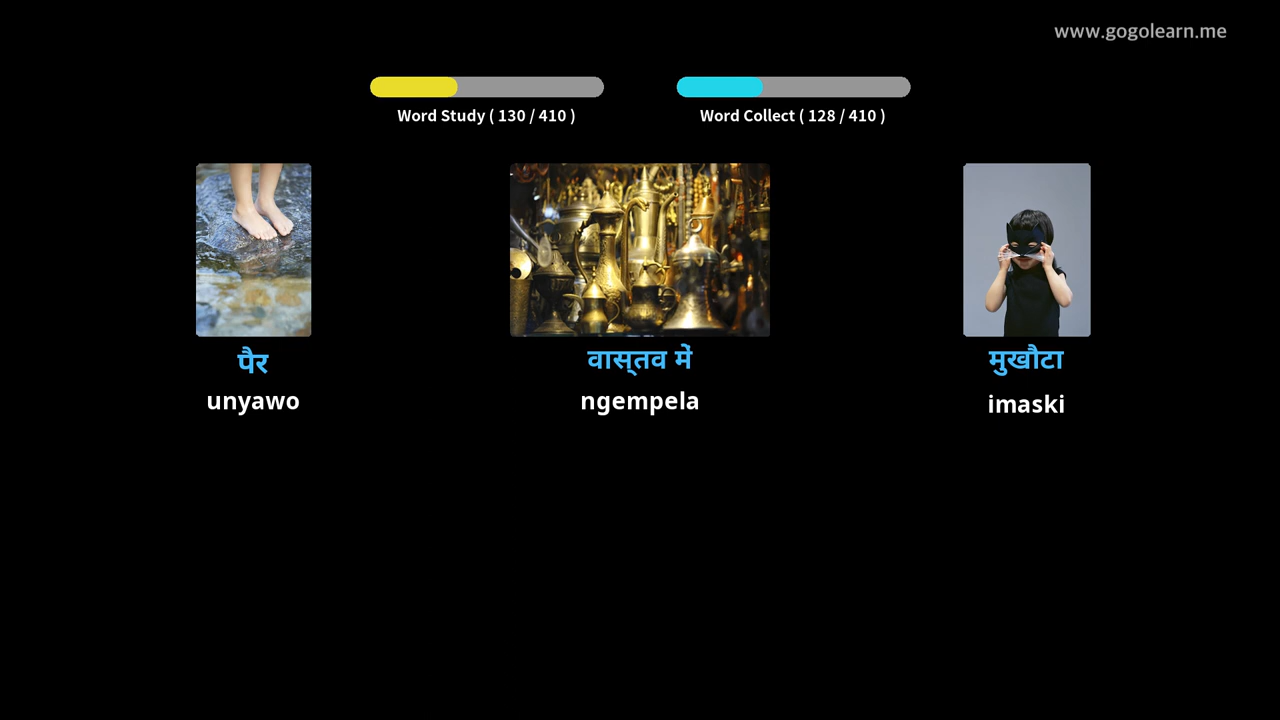 www.gogolearn.me
Word Study ( 130 / 410 )
Word Collect ( 128 / 410 )
पैर
वास्तव में
मुखौटा
unyawo
ngempela
imaski